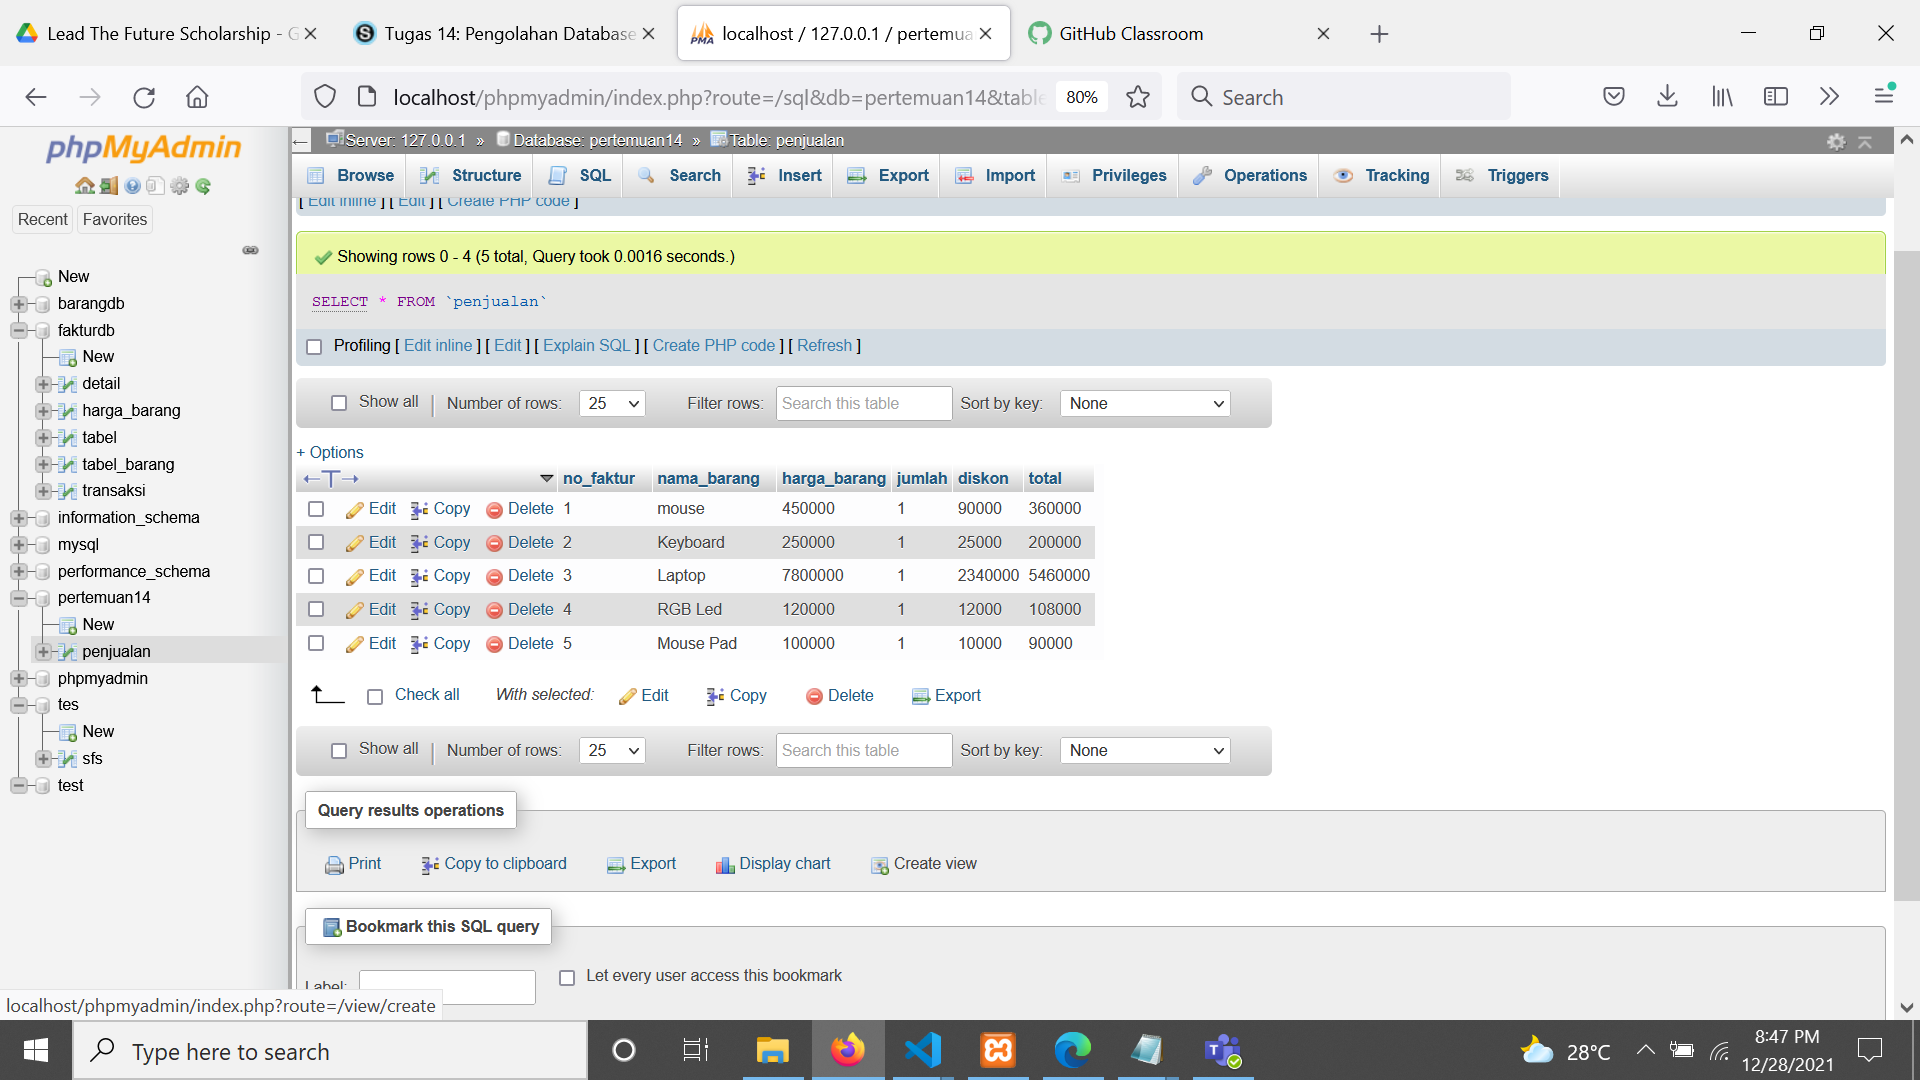 Lead The Future Scholarship - G
Tugas 14: Pengolahan Database
localhost / 127.0.0.1 / pertemua
GitHub Classroom
localhost/phpmyadmin/index.php?route=/sql&db=pertemuan14&table
80%
Search
phpMyAdmin
Recent
Favorites
New
barangdb
fakturdb
New
detail
harga_barang
tabel
tabel_barang
transaksi
information_schema
mysql
performance_schema
pertemuan14
New
penjualan
phpmyadmin
tes
New
sfs
test
Server: 127.0.0.1 » Database: pertemuan14 » Table: penjualan
Browse Structure SQL Search Insert Export Import Privileges Operations Tracking Triggers
[ Edit inline ] [ Edit ] [ Create PHP code ]
Showing rows 0 - 4 (5 total, Query took 0.0016 seconds.)
SELECT * FROM `penjualan`
Profiling [ Edit inline ] [ Edit ] [ Explain SQL ] [ Create PHP code ] [ Refresh ]
Show all | Number of rows: 25 Filter rows: Search this table Sort by key: None
+ Options
←T→ no_faktur nama_barang harga_barang jumlah diskon total
Edit Copy Delete 1 mouse 450000 1 90000 360000
Edit Copy Delete 2 Keyboard 250000 1 25000 200000
Edit Copy Delete 3 Laptop 7800000 1 2340000 5460000
Edit Copy Delete 4 RGB Led 120000 1 12000 108000
Edit Copy Delete 5 Mouse Pad 100000 1 10000 90000
Check all With selected: Edit Copy Delete Export
Show all | Number of rows: 25 Filter rows: Search this table Sort by key: None
Query results operations
Print Copy to clipboard Export Display chart Create view
Bookmark this SQL query
Label: Let every user access this bookmark
localhost/phpmyadmin/index.php?route=/view/create
Type here to search
28°C
8:47 PM
12/28/2021